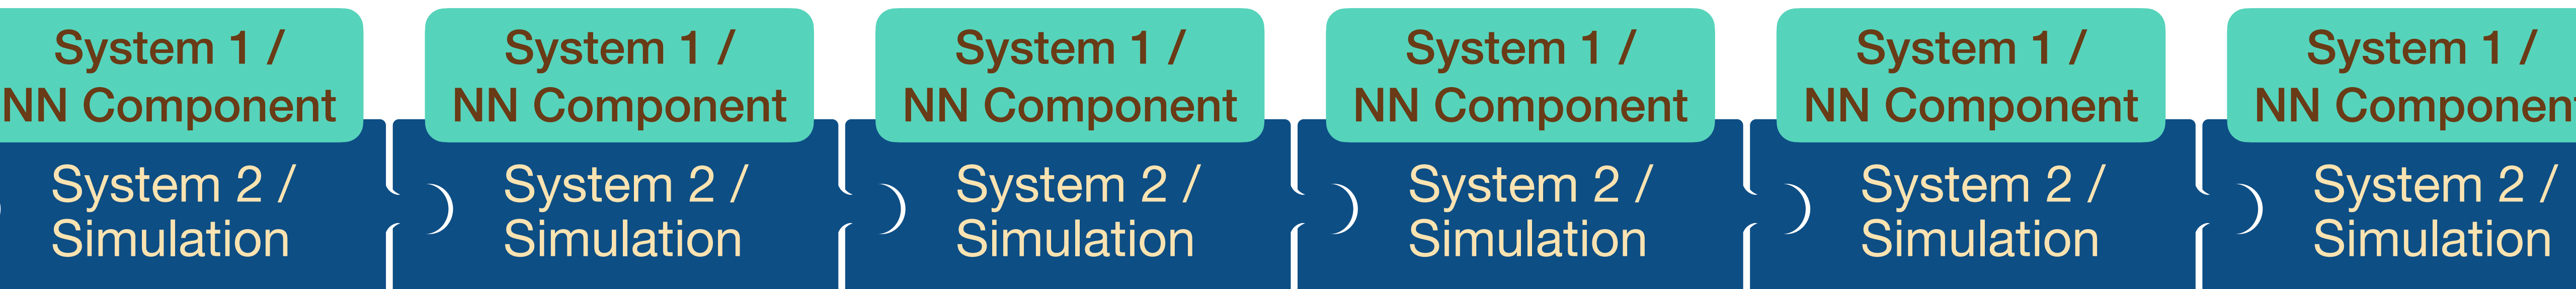 System 1 /
NN Component
System 2 /
Simulation
System 1 /
NN Component
System 2 /
Simulation
System 1 /
NN Component
System 2 /
Simulation
System 1 /
NN Component
System 2 /
Simulation
System 1 /
NN Component
System 2 /
Simulation
System 1 /
NN Component
System 2 /
Simulation